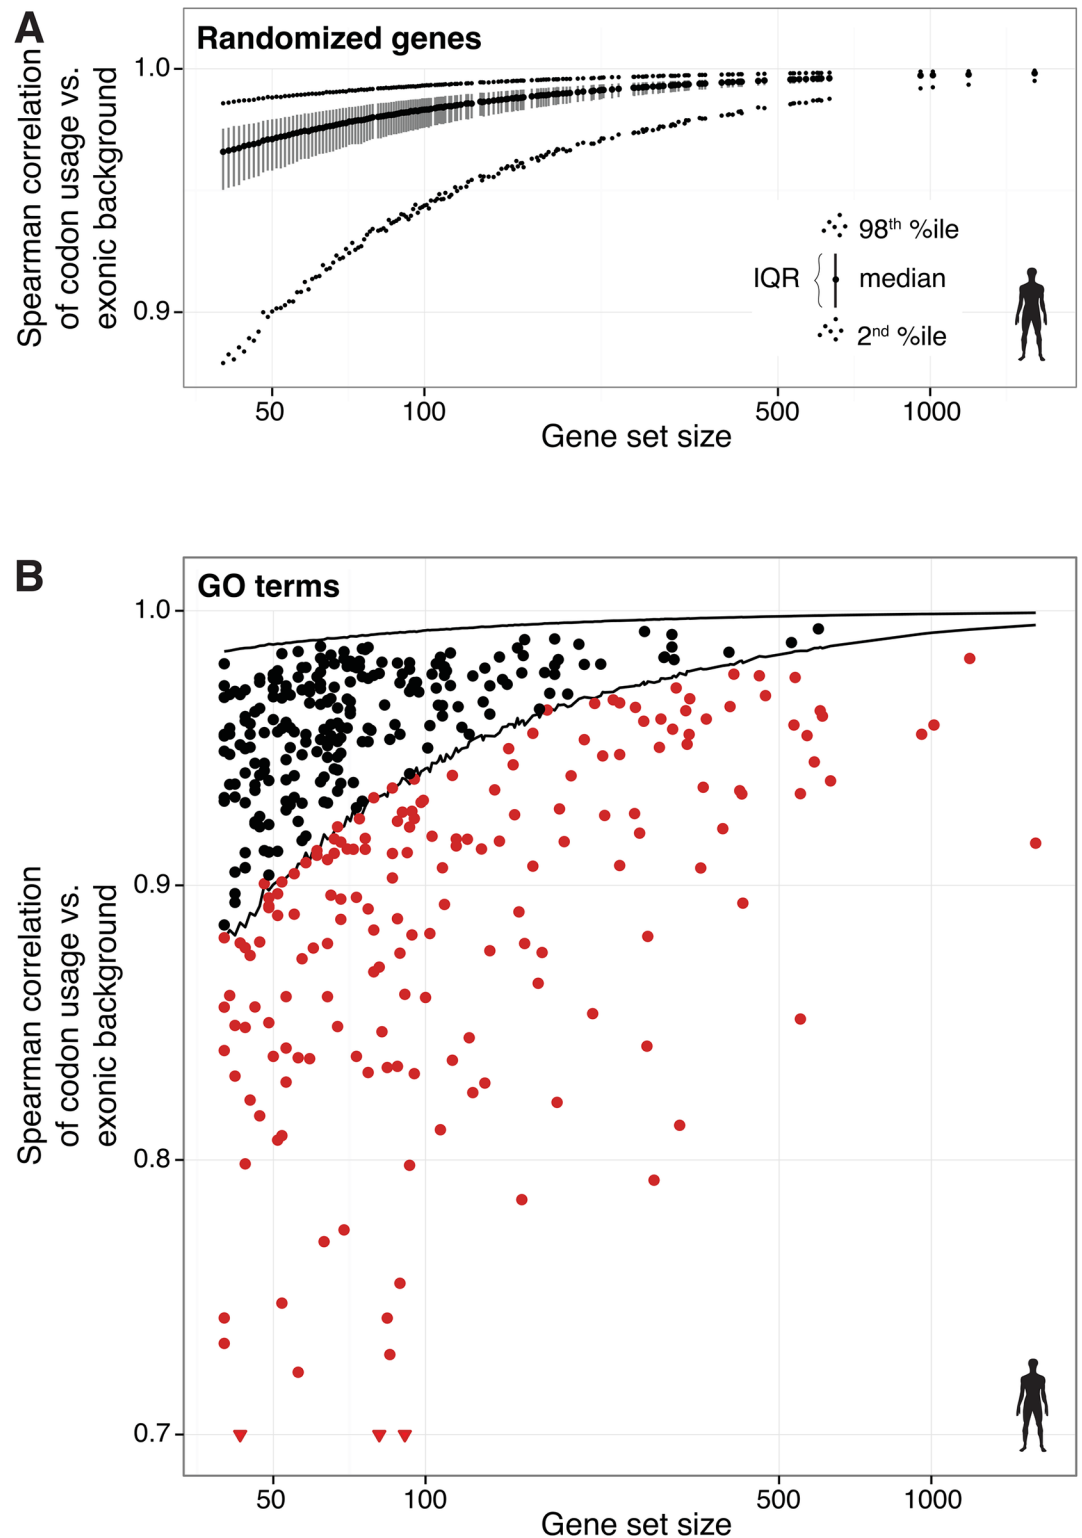 A
Randomized genes
Spearman correlation
of codon usage vs.
exonic background
1.0
0.9
98th %ile
IQR
median
2nd %ile
50
100
500
1000
Gene set size
B
GO terms
Spearman correlation
of codon usage vs.
exonic background
1.0
0.9
0.8
0.7
50
100
500
1000
Gene set size